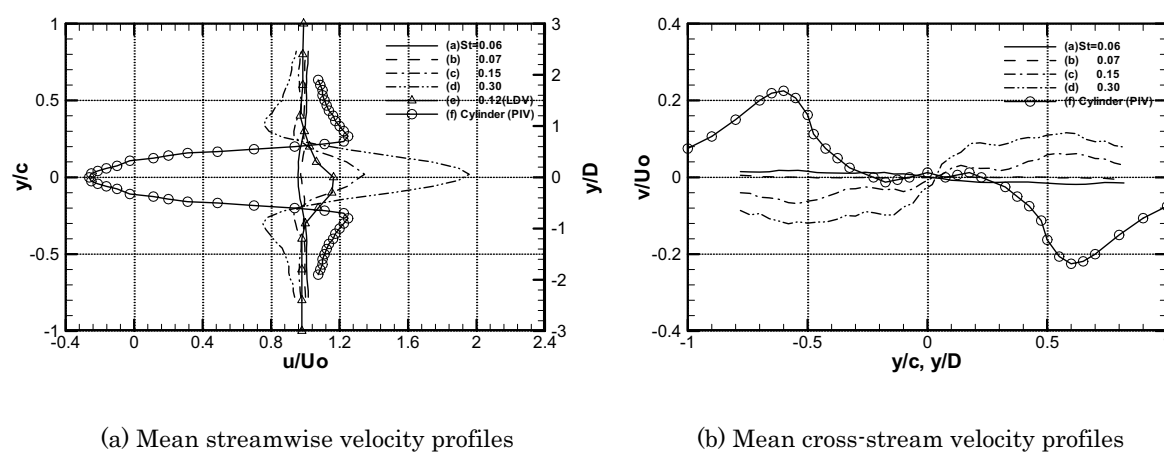 1
0.5
0
-0.5
-1
y/c
-0.4
0
0.4
0.8
1.2
1.6
2
2.4
u/Uo
3
2
1
0
-1
-2
-3
y/D
(a)St=0.06
(b) 0.07
(c) 0.15
(d) 0.30
(e) 0.12(LDV)
(f) Cylinder (PIV)
(a) Mean streamwise velocity profiles
0.4
0.2
0
-0.2
-0.4
v/Uo
-1
-0.5
0
0.5
1
y/c, y/D
(a)St=0.06
(b) 0.07
(c) 0.15
(d) 0.30
(f) Cylinder (PIV)
(b) Mean cross-stream velocity profiles